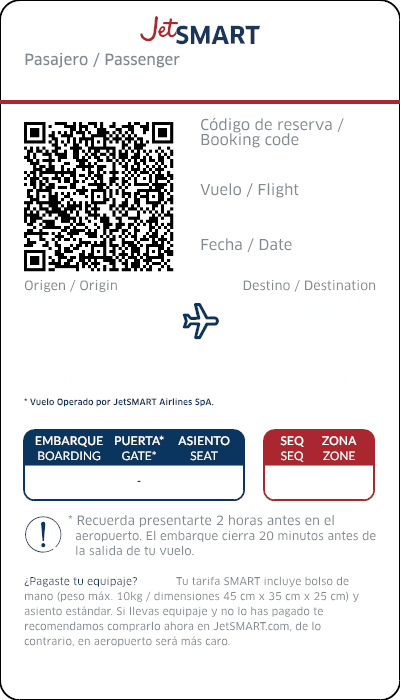 JetSMART
Pasajero / Passenger
Código de reserva /
Booking code
Vuelo / Flight
Fecha / Date
Origen / Origin
Destino / Destination
* Vuelo Operado por JetSMART Airlines SpA.
EMBARQUE PUERTA* ASIENTO
BOARDING GATE* SEAT
-
SEQ ZONA
SEQ ZONE
* Recuerda presentarte 2 horas antes en el
aeropuerto. El embarque cierra 20 minutos antes de
la salida de tu vuelo.
¿Pagaste tu equipaje? Tu tarifa SMART incluye bolso de
mano (peso máx. 10kg / dimensiones 45 cm x 35 cm x 25 cm) y
asiento estándar. Si llevas equipaje y no lo has pagado te
recomendamos comprarlo ahora en JetSMART.com, de lo
contrario, en aeropuerto será más caro.